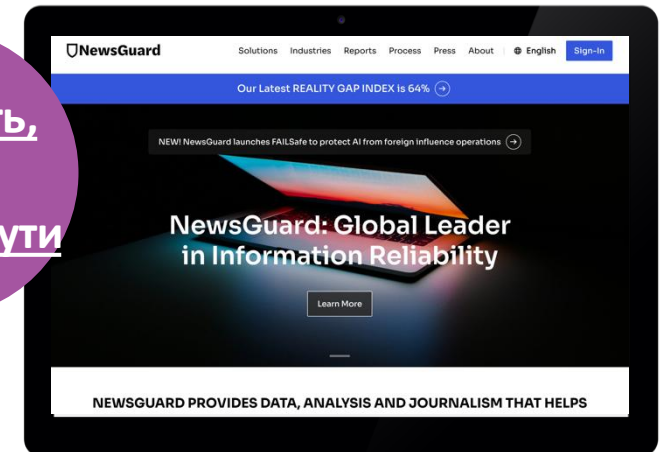 ть,
ути
NewsGuard
Solutions Industries Reports Process Press About English Sign-In
Our Latest REALITY GAP INDEX is 64%
NEW! NewsGuard launches FAILSafe to protect AI from foreign influence operations
NewsGuard: Global Leader
in Information Reliability
Learn More
NEWSGUARD PROVIDES DATA, ANALYSIS AND JOURNALISM THAT HELPS